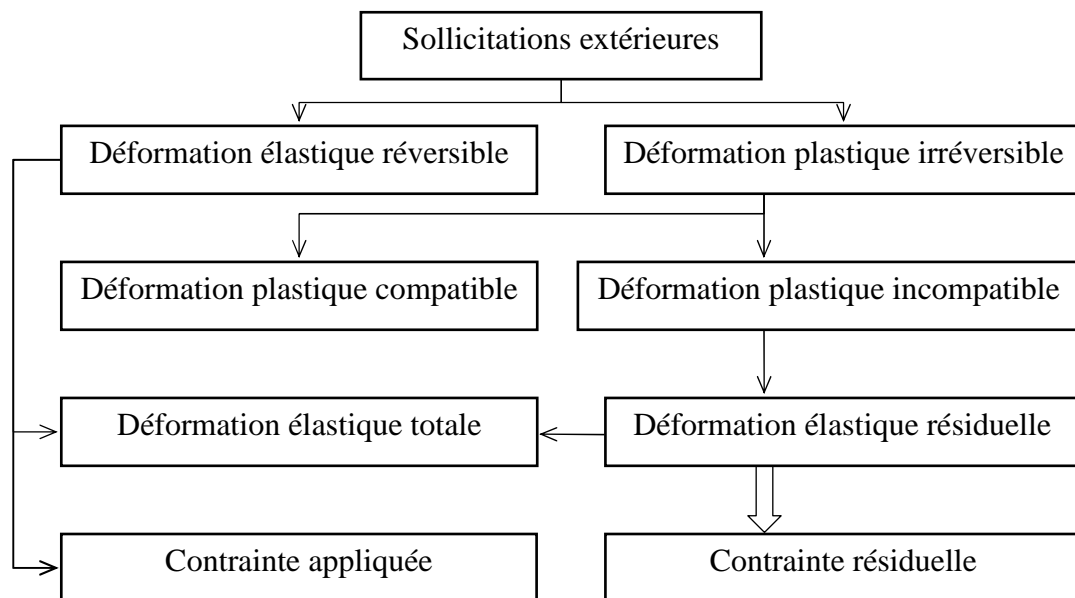 Sollicitations extérieures
Déformation élastique réversible
Déformation plastique irréversible
Déformation plastique compatible
Déformation plastique incompatible
Déformation élastique totale
Déformation élastique résiduelle
Contrainte appliquée
Contrainte résiduelle